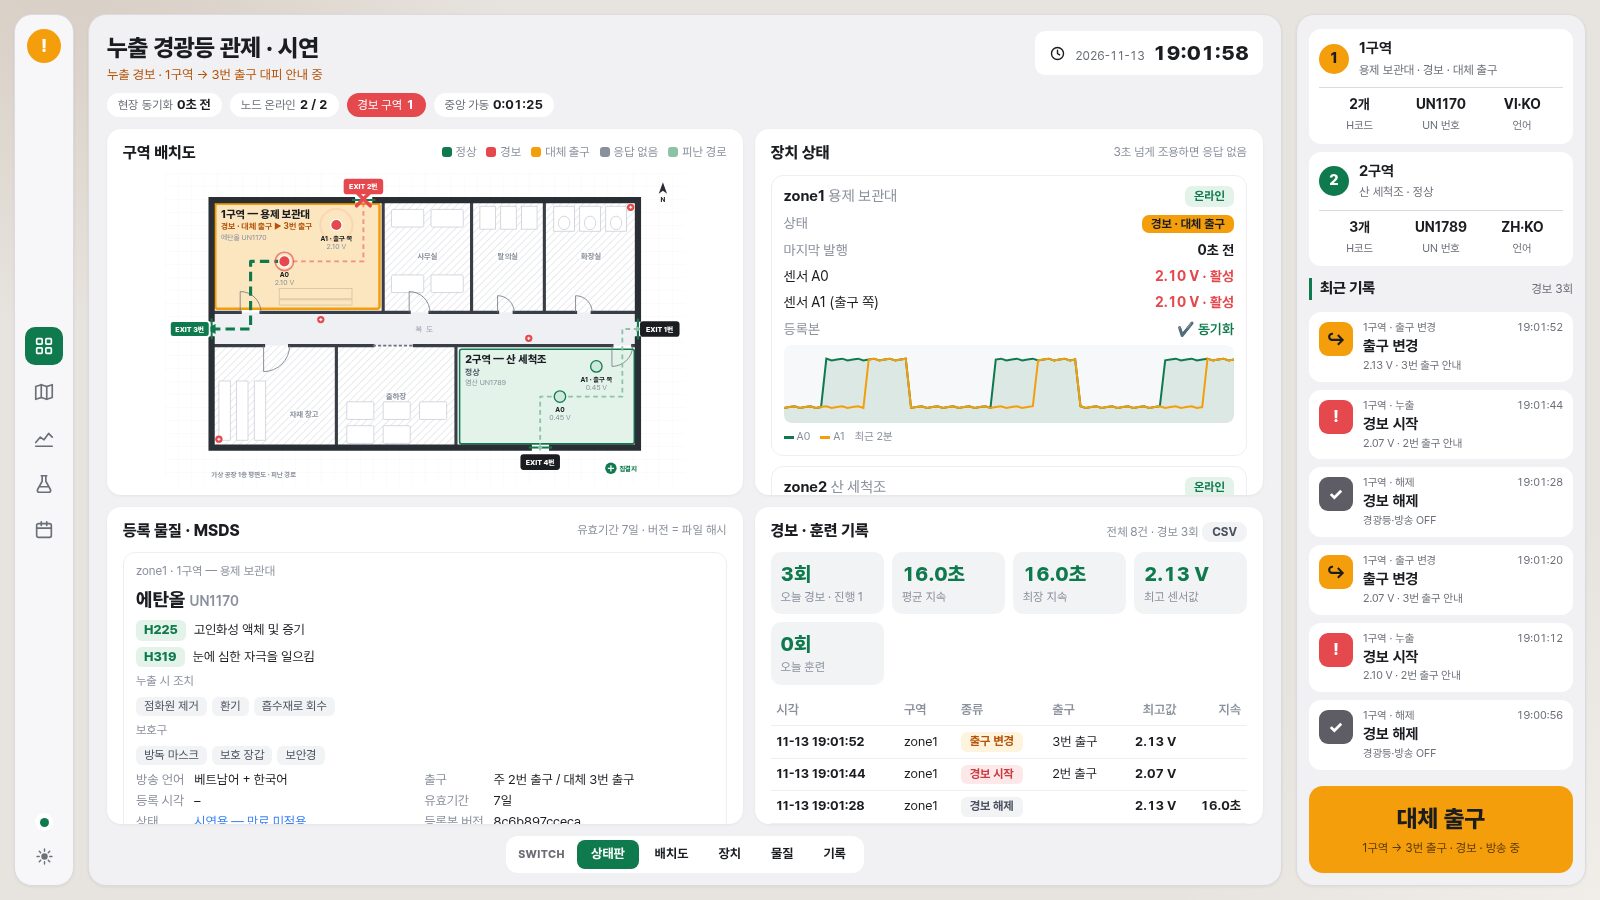 !
누출 경광등 관제 · 시연
누출 경보 · 1구역 → 3번 출구 대피 안내 중
2026-11-13 19:01:58
현장 동기화 0초 전
노드 온라인 2 / 2
경보 구역 1
중앙 가동 0:01:25
구역 배치도
정상 경보 대체 출구 응답 없음 피난 경로
EXIT 2번
N
1구역 — 용제 보관대
경보 · 대체 출구 ▶ 3번 출구
에탄올 UN1170
A1 · 출구 쪽
2.10 V
A0
2.10 V
사무실
탈의실
화장실
EXIT 3번
복 도
EXIT 1번
2구역 — 산 세척조
정상
염산 UN1789
A1 · 출구 쪽
0.45 V
A0
0.45 V
자재 창고
출하장
EXIT 4번
집결지
가상 공장 1층 평면도 · 피난 경로
장치 상태
3초 넘게 조용하면 응답 없음
zone1 용제 보관대
온라인
상태
경보 · 대체 출구
마지막 발행
0초 전
센서 A0
2.10 V · 활성
센서 A1 (출구 쪽)
2.10 V · 활성
등록본
✔ 동기화
A0 A1 최근 2분
zone2 산 세척조
온라인
등록 물질 · MSDS
유효기간 7일 · 버전 = 파일 해시
zone1 · 1구역 — 용제 보관대
에탄올 UN1170
H225 고인화성 액체 및 증기
H319 눈에 심한 자극을 일으킴
누출 시 조치
점화원 제거 환기 흡수재로 회수
보호구
방독 마스크 보호 장갑 보안경
방송 언어 베트남어 + 한국어
출구 주 2번 출구 / 대체 3번 출구
등록 시각 –
유효기간 7일
상태 시연용 — 만료 미적용
등록본 버전 8c6b897cceca
경보 · 훈련 기록
전체 8건 · 경보 3회 CSV
3회
오늘 경보 · 진행 1
16.0초
평균 지속
16.0초
최장 지속
2.13 V
최고 센서값
0회
오늘 훈련
시각 구역 종류 출구 최고값 지속
11-13 19:01:52 zone1 출구 변경 3번 출구 2.13 V
11-13 19:01:44 zone1 경보 시작 2번 출구 2.07 V
11-13 19:01:28 zone1 경보 해제 2.13 V 16.0초
SWITCH 상태판 배치도 장치 물질 기록
1
1구역
용제 보관대 · 경보 · 대체 출구
2개 UN1170 VI·KO
H코드 UN 번호 언어
2
2구역
산 세척조 · 정상
3개 UN1789 ZH·KO
H코드 UN 번호 언어
최근 기록
경보 3회
1구역 · 출구 변경 19:01:52
출구 변경
2.13 V · 3번 출구 안내
!
1구역 · 누출 19:01:44
경보 시작
2.07 V · 2번 출구 안내
1구역 · 해제 19:01:28
경보 해제
경광등·방송 OFF
1구역 · 출구 변경 19:01:20
출구 변경
2.07 V · 3번 출구 안내
!
1구역 · 누출 19:01:12
경보 시작
2.10 V · 2번 출구 안내
1구역 · 해제 19:00:56
경보 해제
경광등·방송 OFF
대체 출구
1구역 → 3번 출구 · 경보 · 방송 중